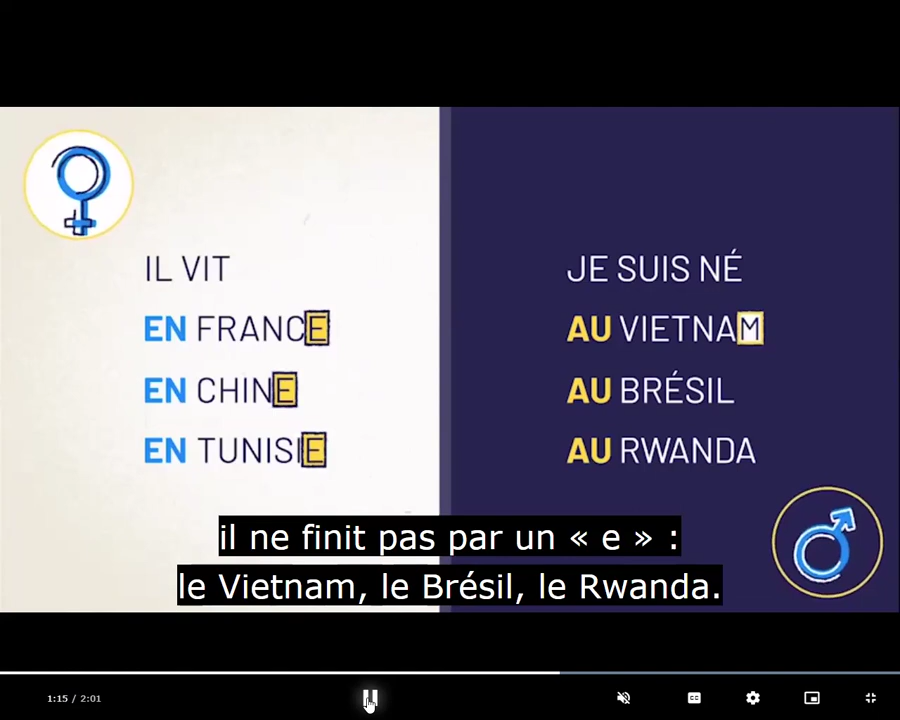 IL VIT
EN FRANCE
EN CHINE
EN TUNISIE
JE SUIS NÉ
AU VIETNAM
AU BRÉSIL
AU RWANDA
il ne finit pas par un « e » :
le Vietnam, le Brésil, le Rwanda.
1:15 / 2:01
CC